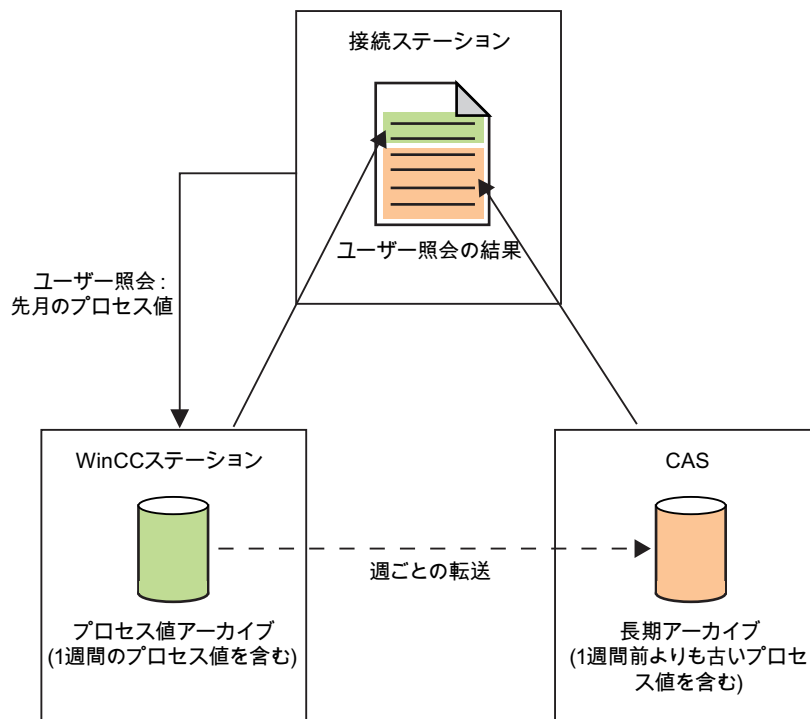 接続ステーション
ユーザー照会の結果
ユーザー照会:
先月のプロセス値
WinCCステーション
CAS
週ごとの転送
プロセス値アーカイブ
(1週間のプロセス値を含む)
長期アーカイブ
(1週間前よりも古いプロセ
ス値を含む)